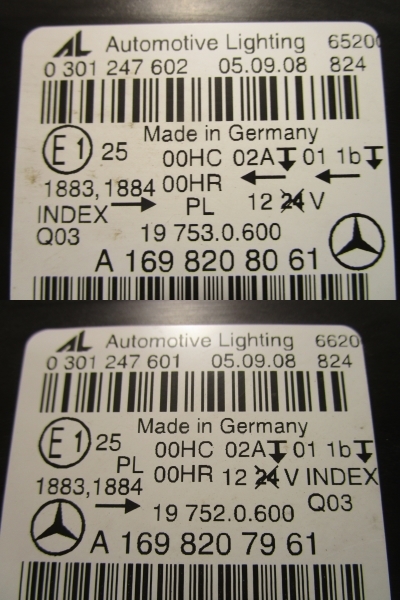 AL Automotive Lighting 6520
0 301 247 602 05.09.08 824
Made in Germany
E1 25 00HC 02A 01 1b
1883,1884 00HR
INDEX PL 12 24 V
Q03 19 753.0.600
A 169 820 80 61
AL Automotive Lighting 6620
0 301 247 601 05.09.08 824
Made in Germany
E1 25 00HC 02A 01 1b
PL 00HR 12 24 V INDEX
1883,1884 Q03
19 752.0.600
A 169 820 79 61